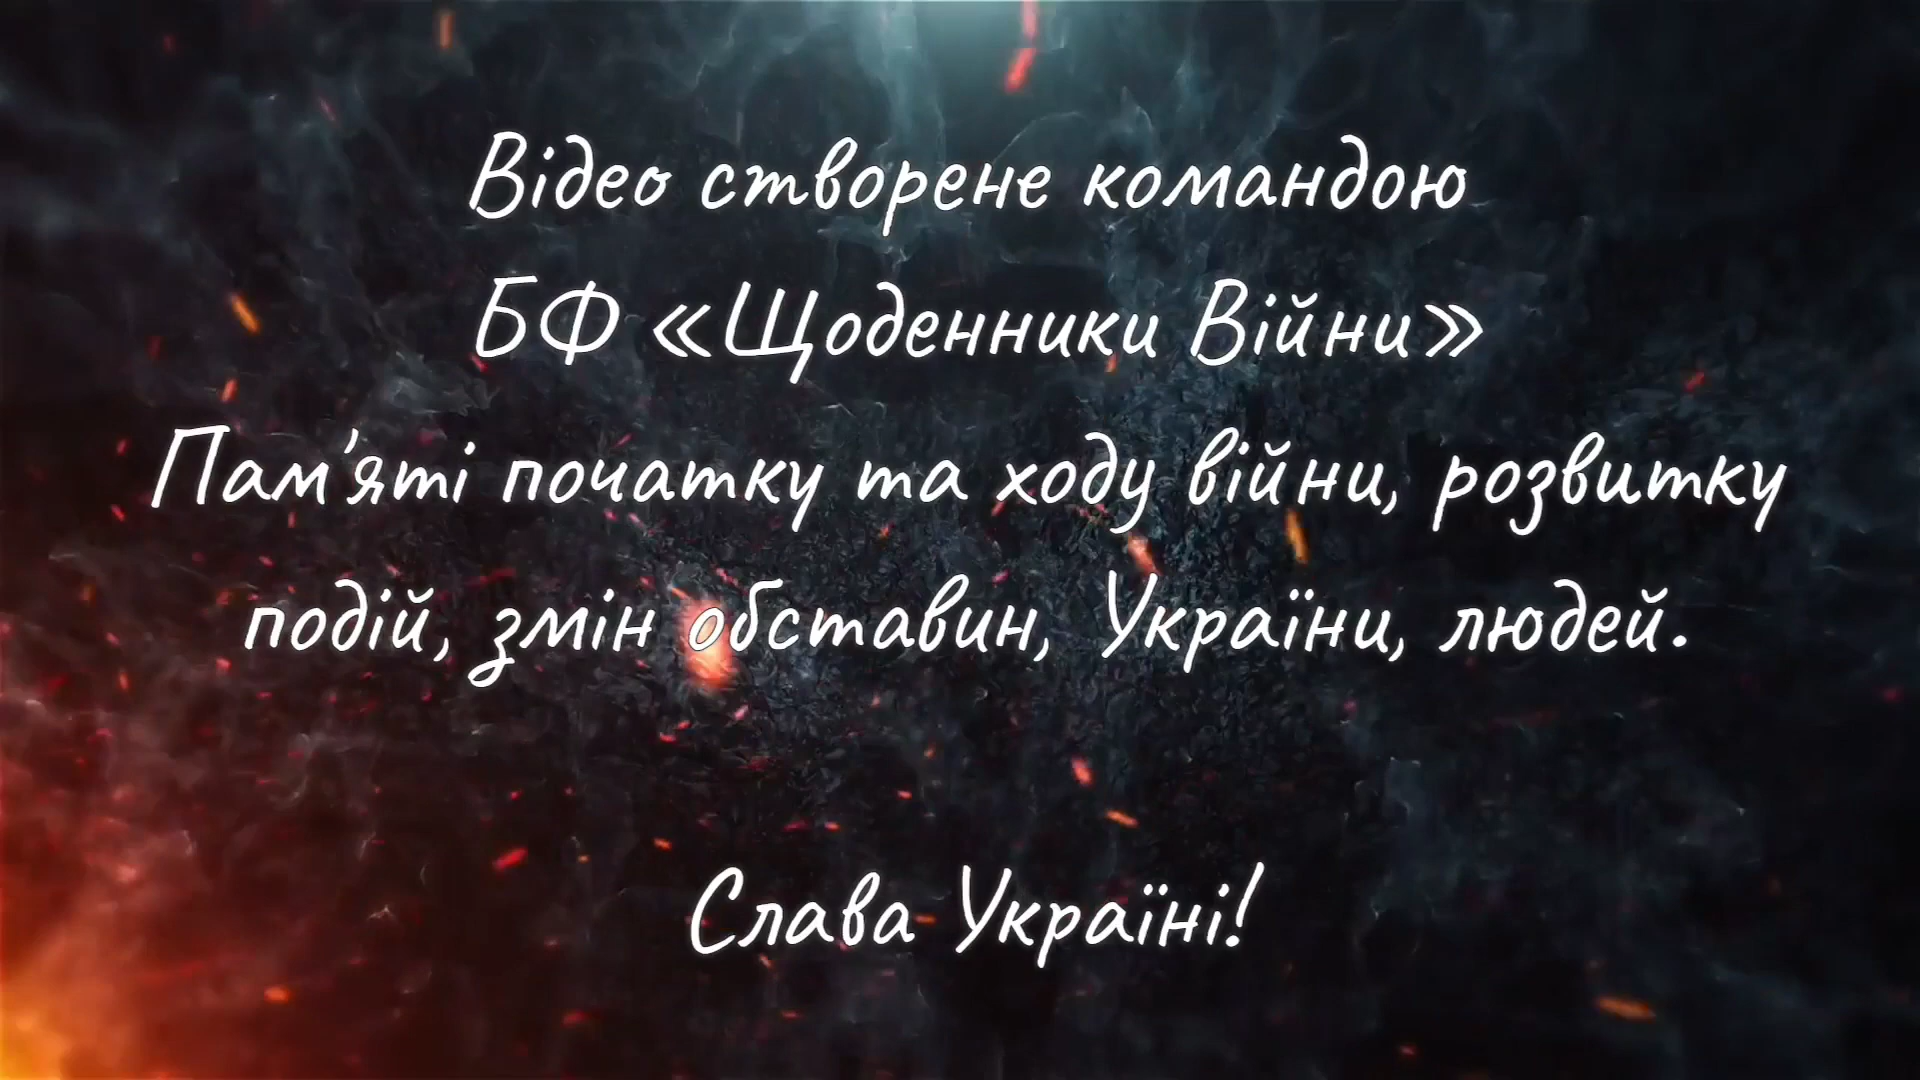 Відео створене командою
БФ «Щоденники Війни»
Пам'яті початку та ходу війни, розвитку
подій, змін обставин, України, людей.
Слава Україні!